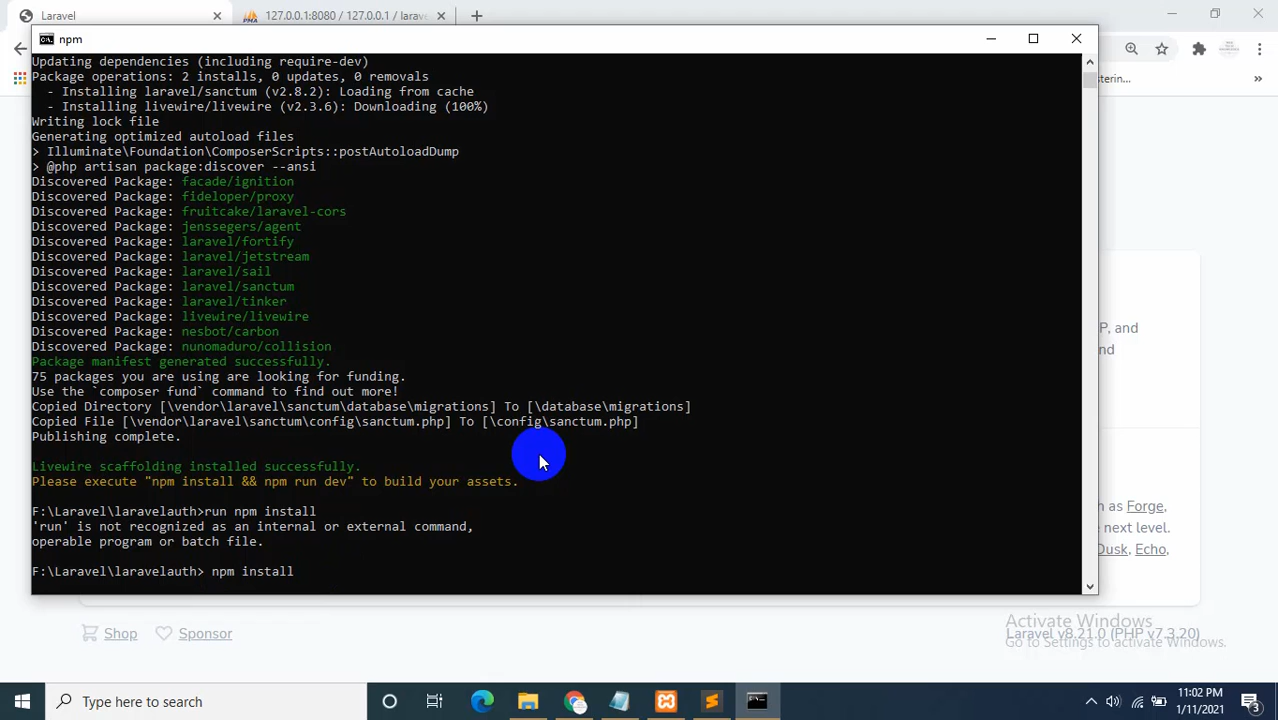 Laravel
127.0.0.1:8080 / 127.0.0.1 / larav
npm
Updating dependencies (including require-dev)
Package operations: 2 installs, 0 updates, 0 removals
- Installing laravel/sanctum (v2.8.2): Loading from cache
- Installing livewire/livewire (v2.3.6): Downloading (100%)
Writing lock file
Generating optimized autoload files
> Illuminate\Foundation\ComposerScripts::postAutoloadDump
> @php artisan package:discover --ansi
Discovered Package: facade/ignition
Discovered Package: fideloper/proxy
Discovered Package: fruitcake/laravel-cors
Discovered Package: jenssegers/agent
Discovered Package: laravel/fortify
Discovered Package: laravel/jetstream
Discovered Package: laravel/sail
Discovered Package: laravel/sanctum
Discovered Package: laravel/tinker
Discovered Package: livewire/livewire
Discovered Package: nesbot/carbon
Discovered Package: nunomaduro/collision
Package manifest generated successfully.
75 packages you are using are looking for funding.
Use the `composer fund` command to find out more!
Copied Directory [\vendor\laravel\sanctum\database\migrations] To [\database\migrations]
Copied File [\vendor\laravel\sanctum\config\sanctum.php] To [\config\sanctum.php]
Publishing complete.
Livewire scaffolding installed successfully.
Please execute "npm install && npm run dev" to build your assets.
F:\Laravel\laravelauth>run npm install
'run' is not recognized as an internal or external command,
operable program or batch file.
F:\Laravel\laravelauth> npm install
terin...
P, and
nd
n as Forge,
e next level.
Dusk, Echo,
Shop
Sponsor
Activate Windows
Laravel v8.21.0 (PHP v7.3.20)
Go to Settings to activate Windows.
Type here to search
11:02 PM
1/11/2021
3